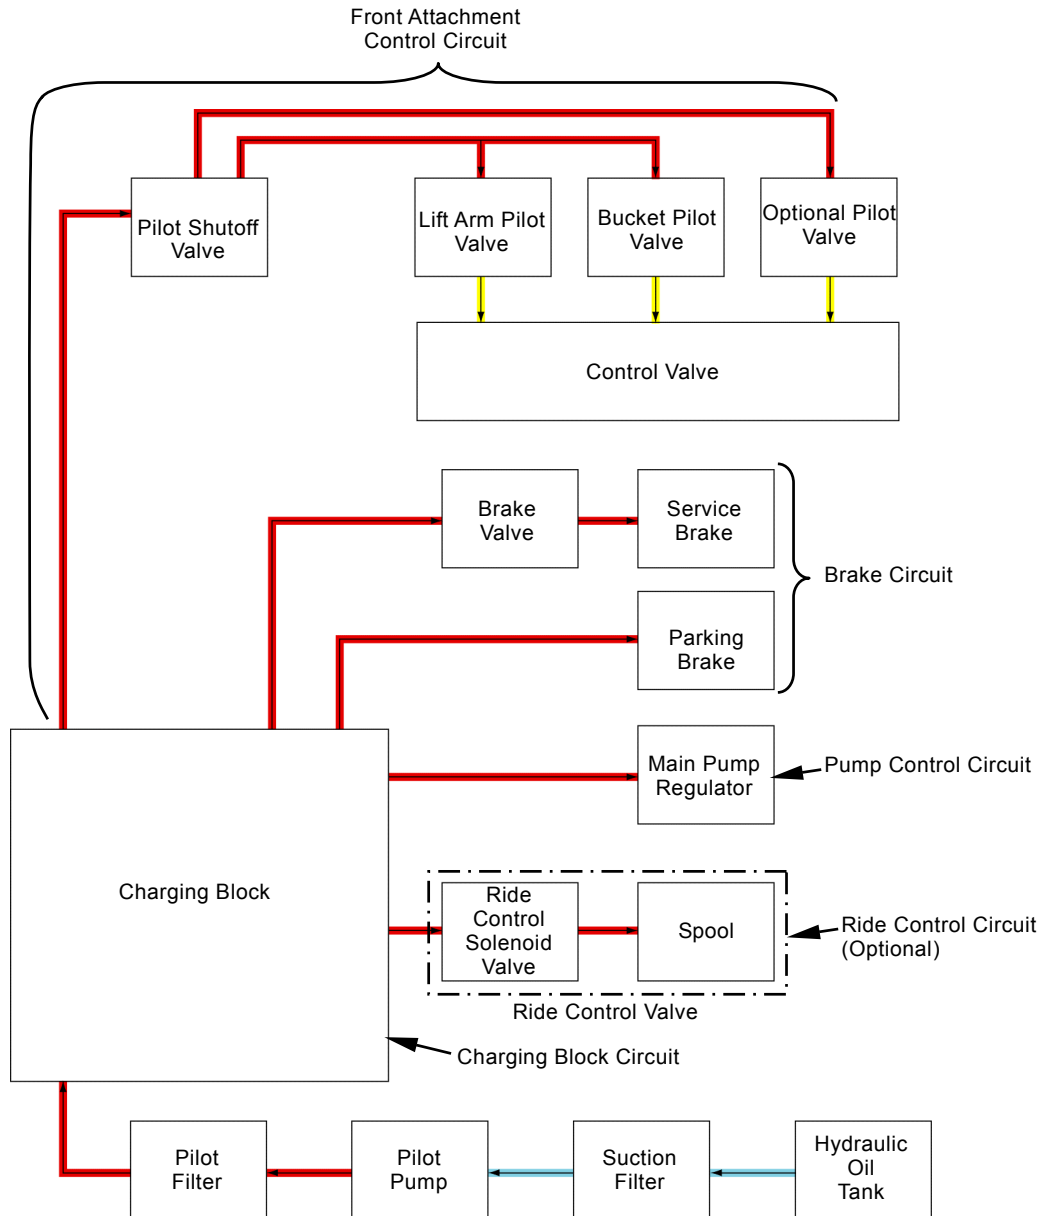 Front Attachment
Control Circuit
Pilot Shutoff
Valve
Lift Arm Pilot
Valve
Bucket Pilot
Valve
Optional Pilot
Valve
Control Valve
Brake
Valve
Service
Brake
Brake Circuit
Parking
Brake
Main Pump
Regulator
Pump Control Circuit
Charging Block
Ride
Control
Solenoid
Valve
Spool
Ride Control Circuit
(Optional)
Ride Control Valve
Charging Block Circuit
Pilot
Filter
Pilot
Pump
Suction
Filter
Hydraulic
Oil
Tank